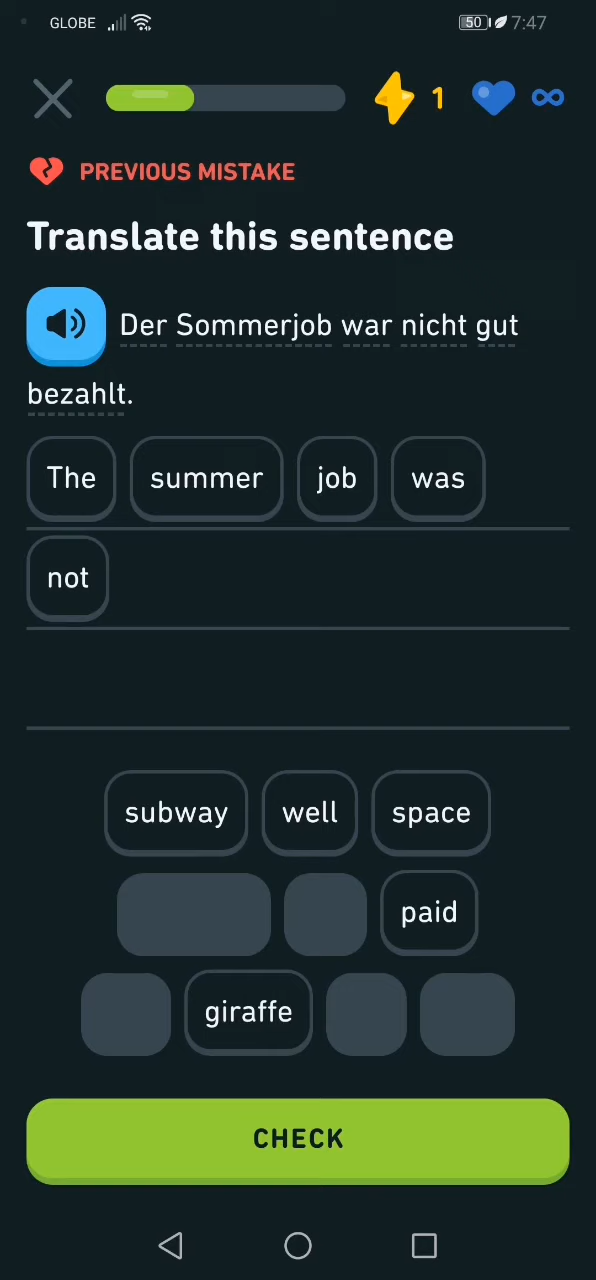 GLOBE 50 7:47
1 ∞
PREVIOUS MISTAKE
Translate this sentence
Der Sommerjob war nicht gut
bezahlt.
The summer job was
not
subway well space
paid
giraffe
CHECK